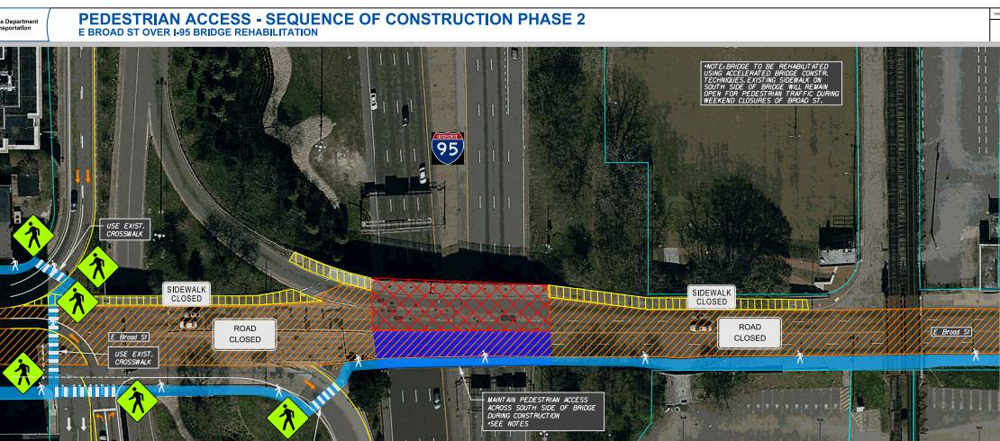 PEDESTRIAN ACCESS - SEQUENCE OF CONSTRUCTION PHASE 2
E BROAD ST OVER I-95 BRIDGE REHABILITATION
a Department
nsportation
*NOTE: BRIDGE TO BE REHABILITATED
USING ACCELERATED BRIDGE CONSTR.
TECHNIQUES. EXISTING SIDEWALK ON
SOUTH SIDE OF BRIDGE WILL REMAIN
OPEN FOR PEDESTRIAN TRAFFIC DURING
WEEKEND CLOSURES OF BROAD ST.
INTERSTATE
95
USE EXIST.
CROSSWALK
SIDEWALK
CLOSED
SIDEWALK
CLOSED
ROAD
CLOSED
ROAD
CLOSED
E Broad St
E Broad St
USE EXIST.
CROSSWALK
MAINTAIN PEDESTRIAN ACCESS
ACROSS SOUTH SIDE OF BRIDGE
DURING CONSTRUCTION
*SEE NOTES